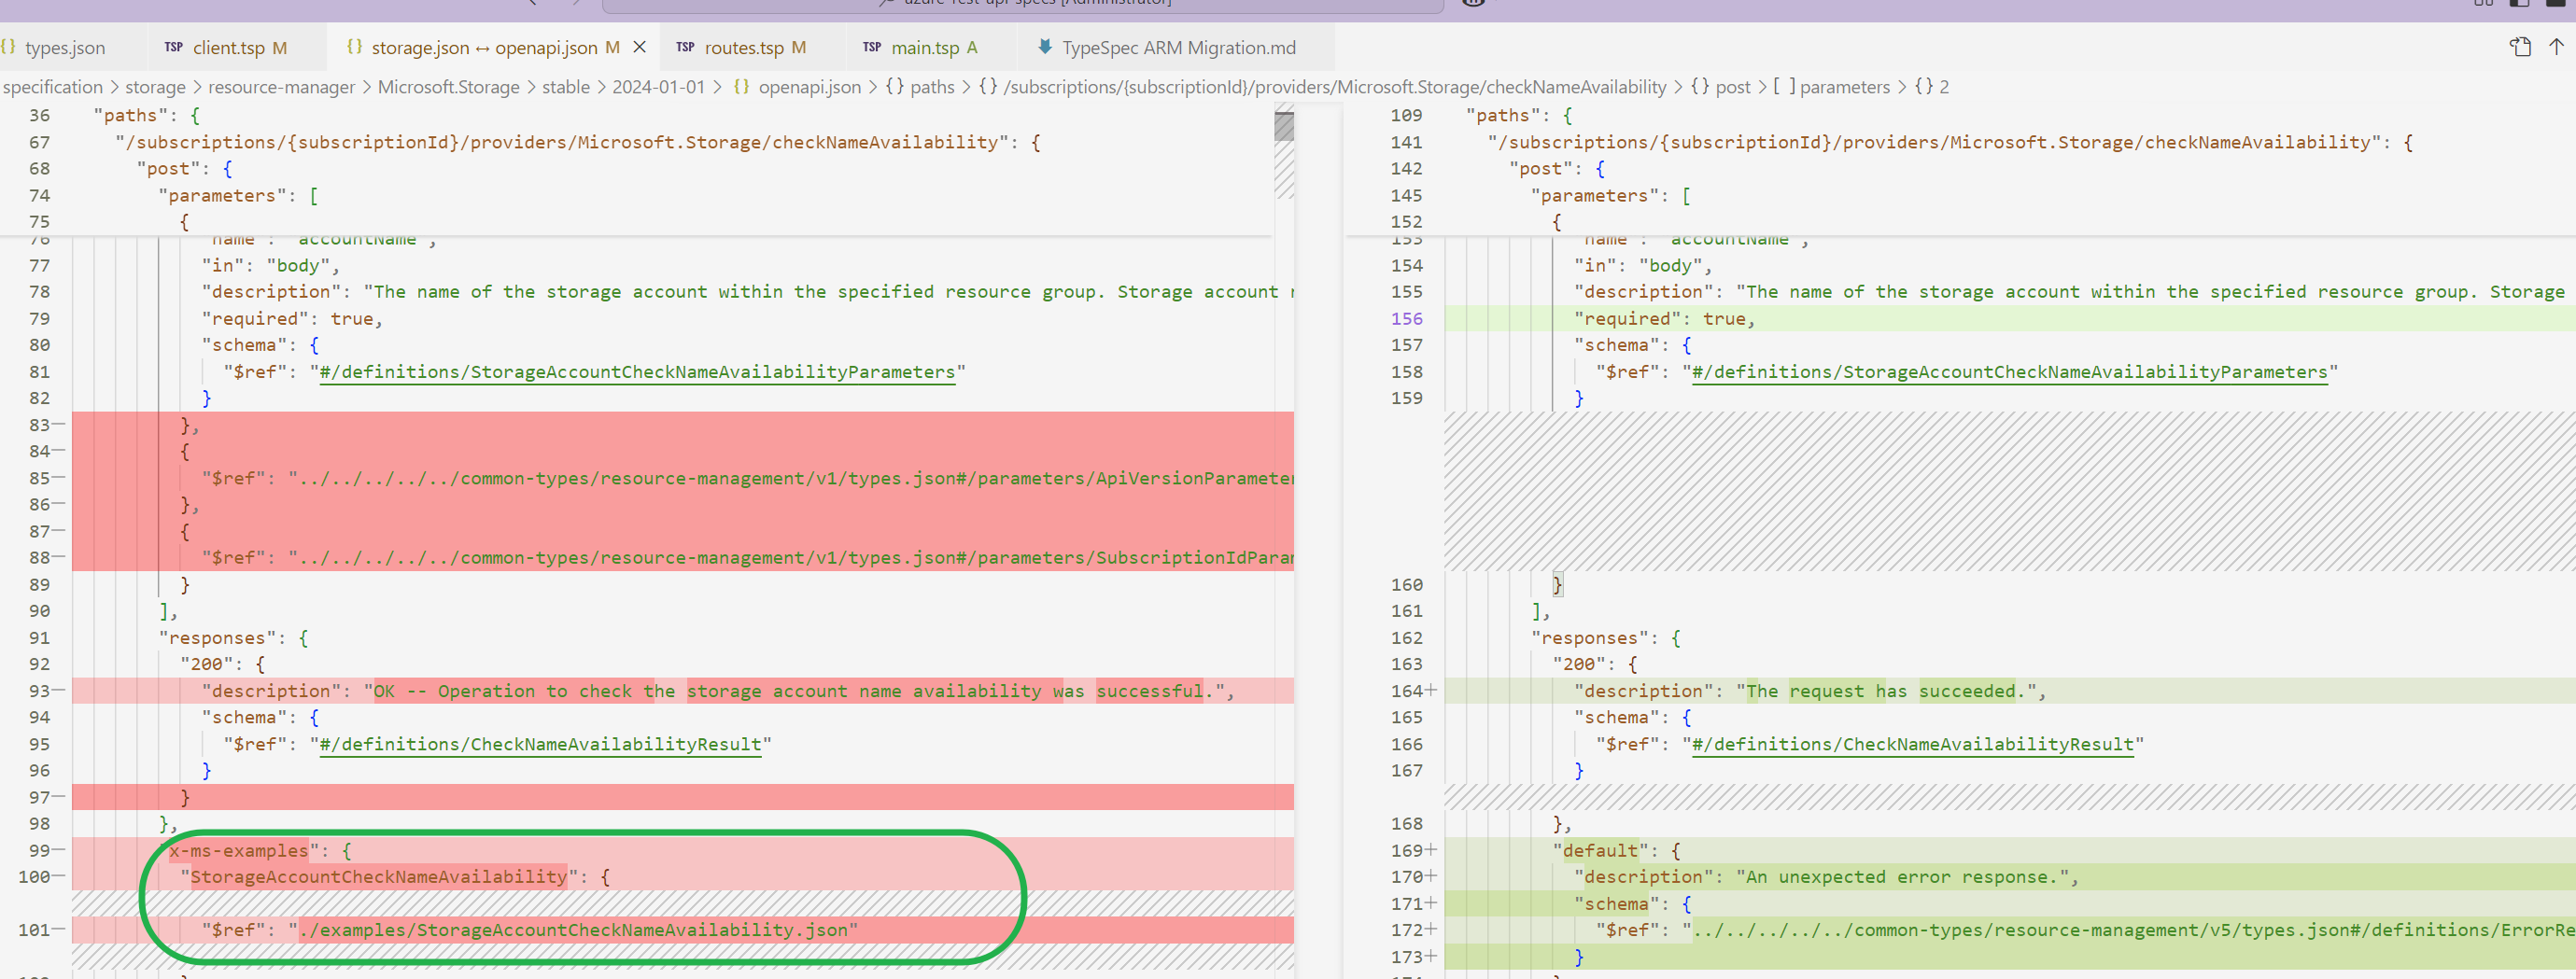 azure-rest-api-specs [Administrator]
types.json TSP client.tsp M storage.json ↔ openapi.json M TSP routes.tsp M TSP main.tsp A TypeSpec ARM Migration.md
specification > storage > resource-manager > Microsoft.Storage > stable > 2024-01-01 > {} openapi.json > {} paths > {} /subscriptions/{subscriptionId}/providers/Microsoft.Storage/checkNameAvailability > {} post > [ ] parameters > {} 2
36 "paths": {
67 "/subscriptions/{subscriptionId}/providers/Microsoft.Storage/checkNameAvailability": {
68 "post": {
74 "parameters": [
75 {
76 "name": "accountName",
77 "in": "body",
78 "description": "The name of the storage account within the specified resource group. Storage account
79 "required": true,
80 "schema": {
81 "$ref": "#/definitions/StorageAccountCheckNameAvailabilityParameters"
82 }
83 },
84 {
85 "$ref": "../../../../../common-types/resource-management/v1/types.json#/parameters/ApiVersionParameter
86 },
87 {
88 "$ref": "../../../../../common-types/resource-management/v1/types.json#/parameters/SubscriptionIdParam
89 }
90 ],
91 "responses": {
92 "200": {
93 "description": "OK -- Operation to check the storage account name availability was successful.",
94 "schema": {
95 "$ref": "#/definitions/CheckNameAvailabilityResult"
96 }
97 }
98 },
99 "x-ms-examples": {
100 "StorageAccountCheckNameAvailability": {
101 "$ref": "./examples/StorageAccountCheckNameAvailability.json"
109 "paths": {
141 "/subscriptions/{subscriptionId}/providers/Microsoft.Storage/checkNameAvailability": {
142 "post": {
145 "parameters": [
152 {
153 "name": "accountName",
154 "in": "body",
155 "description": "The name of the storage account within the specified resource group. Storage
156 "required": true,
157 "schema": {
158 "$ref": "#/definitions/StorageAccountCheckNameAvailabilityParameters"
159 }
160 }
161 ],
162 "responses": {
163 "200": {
164+ "description": "The request has succeeded.",
165 "schema": {
166 "$ref": "#/definitions/CheckNameAvailabilityResult"
167 }
168 },
169+ "default": {
170+ "description": "An unexpected error response.",
171+ "schema": {
172+ "$ref": "../../../../../common-types/resource-management/v5/types.json#/definitions/ErrorRe
173+ }